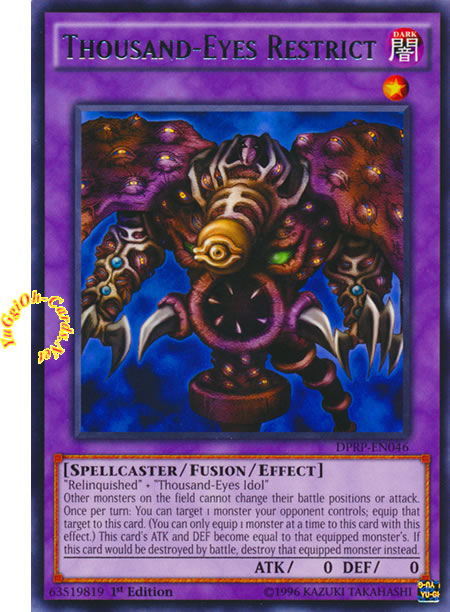 THOUSAND-EYES RESTRICT
DARK
闇
YuGgiOh-Cards.Net
DPRP-EN046
[SPELLCASTER/FUSION/EFFECT]
"Relinquished" + "Thousand-Eyes Idol"
Other monsters on the field cannot change their battle positions or attack.
Once per turn: You can target 1 monster your opponent controls; equip that
target to this card. (You can only equip 1 monster at a time to this card with this
effect.) This card's ATK and DEF become equal to that equipped monster's. If
this card would be destroyed by battle, destroy that equipped monster instead.
ATK/ 0 DEF/ 0
63519819 1st Edition ©1996 KAZUKI TAKAHASHI